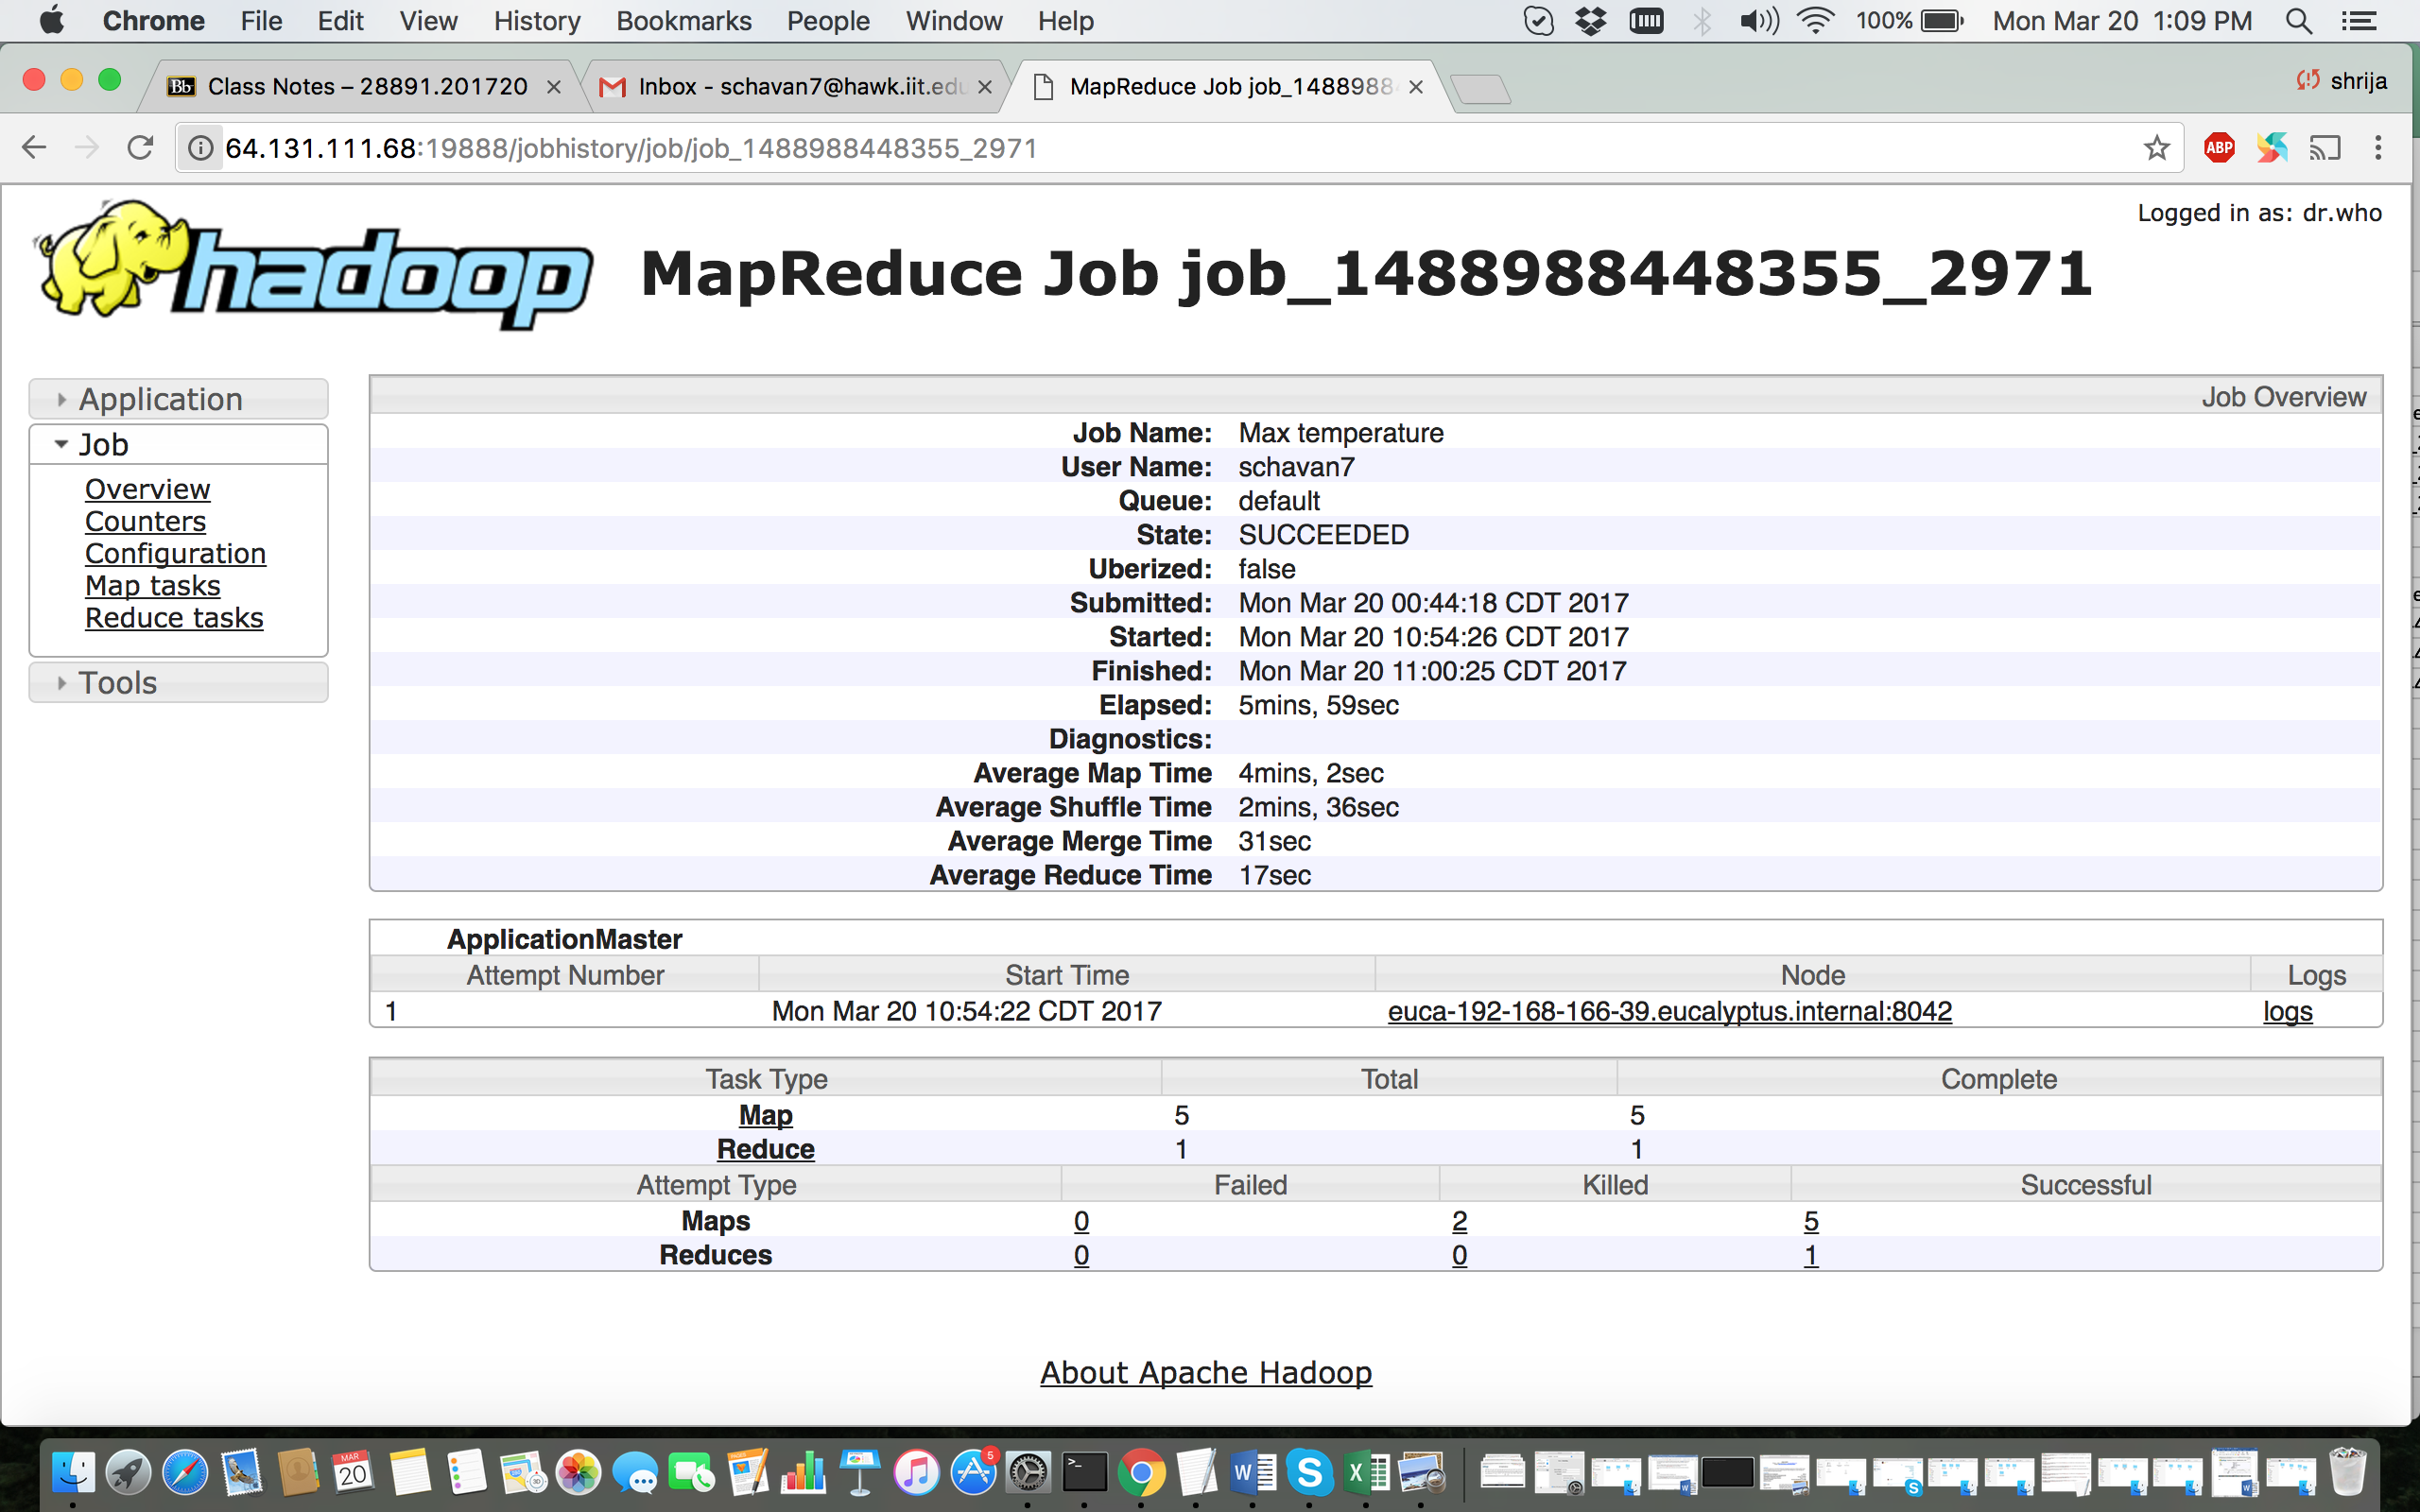 Chrome File Edit View History Bookmarks People Window Help 100% Mon Mar 20 1:09 PM
Bb Class Notes – 28891.201720 Inbox - schavan7@hawk.iit.edu MapReduce Job job_1488988 shrija
64.131.111.68:19888/jobhistory/job/job_1488988448355_2971 ABP
Logged in as: dr.who
hadoop MapReduce Job job_1488988448355_2971
Application
Job
Overview
Counters
Configuration
Map tasks
Reduce tasks
Tools
Job Overview
Job Name: Max temperature
User Name: schavan7
Queue: default
State: SUCCEEDED
Uberized: false
Submitted: Mon Mar 20 00:44:18 CDT 2017
Started: Mon Mar 20 10:54:26 CDT 2017
Finished: Mon Mar 20 11:00:25 CDT 2017
Elapsed: 5mins, 59sec
Diagnostics:
Average Map Time 4mins, 2sec
Average Shuffle Time 2mins, 36sec
Average Merge Time 31sec
Average Reduce Time 17sec
ApplicationMaster
Attempt Number Start Time Node Logs
1 Mon Mar 20 10:54:22 CDT 2017 euca-192-168-166-39.eucalyptus.internal:8042 logs
Task Type Total Complete
Map 5 5
Reduce 1 1
Attempt Type Failed Killed Successful
Maps 0 2 5
Reduces 0 0 1
About Apache Hadoop
MAR 20 5